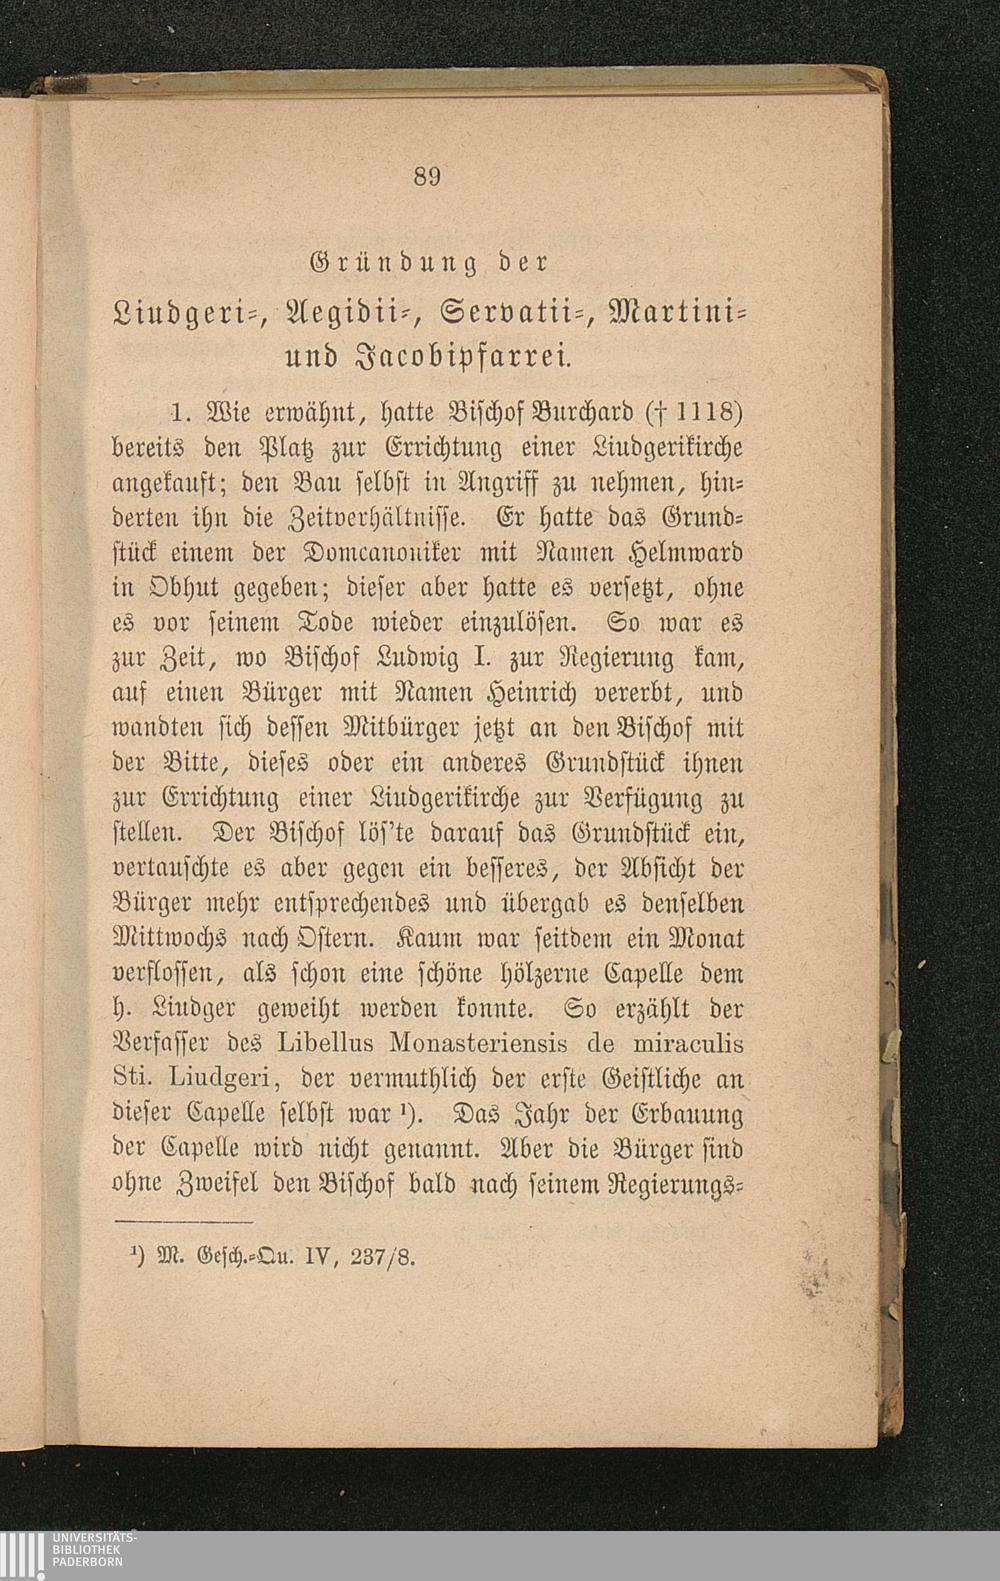 89
Gründung der
Liudgeri-, Aegidii-, Servatii-, Martini-
und Jacobipfarrei.
1. Wie erwähnt, hatte Bischof Burchard († 1118)
bereits den Platz zur Errichtung einer Liudgerikirche
angekauft; den Bau selbst in Angriff zu nehmen, hin-
derten ihn die Zeitverhältnisse. Er hatte das Grund-
stück einem der Domcanoniker mit Namen Helmward
in Obhut gegeben; dieser aber hatte es versetzt, ohne
es vor seinem Tode wieder einzulösen. So war es
zur Zeit, wo Bischof Ludwig I. zur Regierung kam,
auf einen Bürger mit Namen Heinrich vererbt, und
wandten sich dessen Mitbürger jetzt an den Bischof mit
der Bitte, dieses oder ein anderes Grundstück ihnen
zur Errichtung einer Liudgerikirche zur Verfügung zu
stellen. Der Bischof lös'te darauf das Grundstück ein,
vertauschte es aber gegen ein besseres, der Absicht der
Bürger mehr entsprechendes und übergab es denselben
Mittwochs nach Ostern. Kaum war seitdem ein Monat
verflossen, als schon eine schöne hölzerne Capelle dem
h. Liudger geweiht werden konnte. So erzählt der
Verfasser des Libellus Monasteriensis de miraculis
Sti. Liudgeri, der vermuthlich der erste Geistliche an
dieser Capelle selbst war ¹). Das Jahr der Erbauung
der Capelle wird nicht genannt. Aber die Bürger sind
ohne Zweifel den Bischof bald nach seinem Regierungs-
¹) M. Gesch.-Qu. IV, 237/8.
UNIVERSITÄTS-
BIBLIOTHEK
PADERBORN